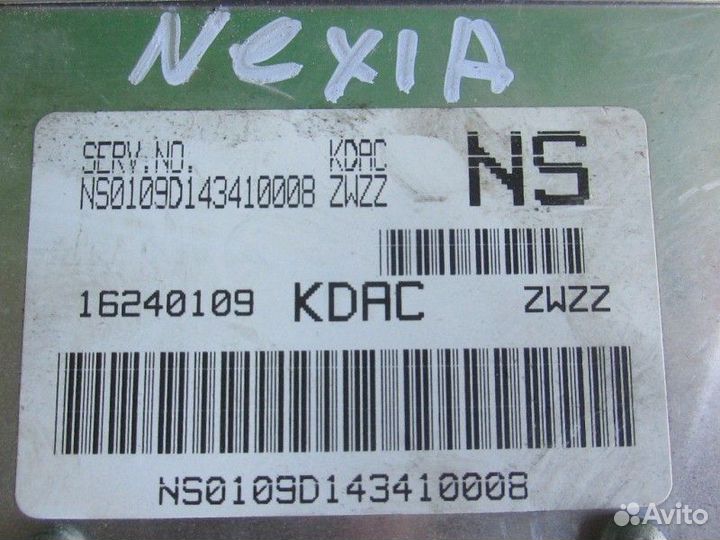 NEXIA
SERV.NO. KDAC NS
NS0109D143410008 ZWZZ
16240109 KDAC ZWZZ
NS0109D143410008
Avito